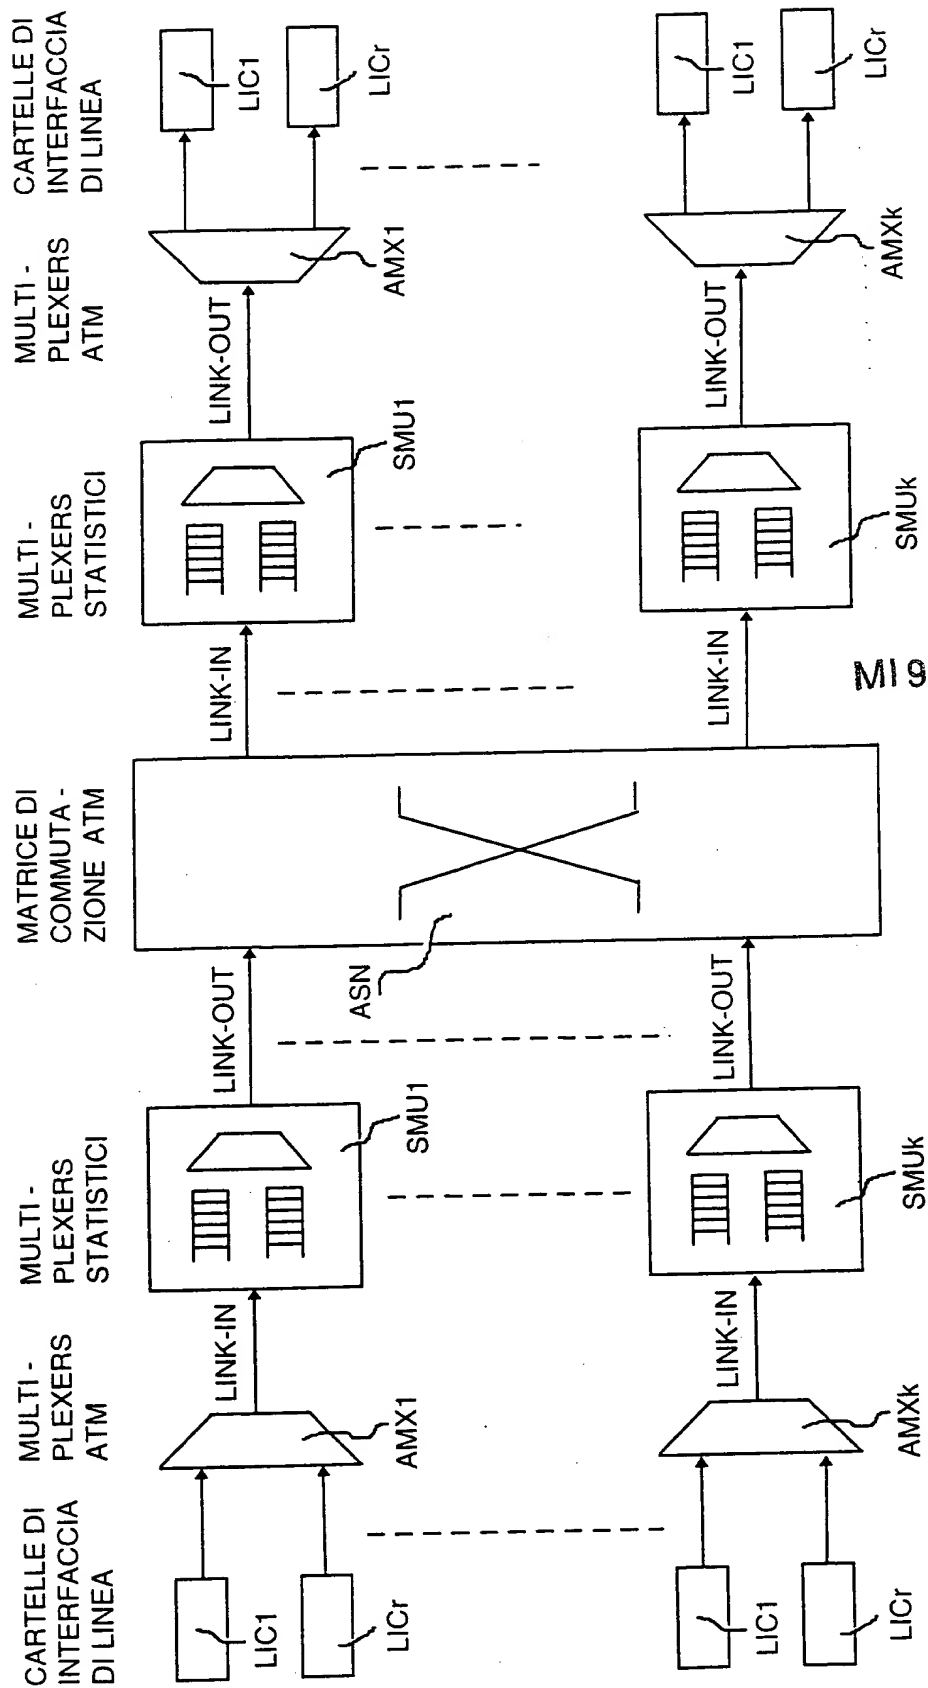 CARTELLE DI
INTERFACCIA
DI LINEA
MULTI -
PLEXERS
ATM
MULTI -
PLEXERS
STATISTICI
MATRICE DI
COMMUTA -
ZIONE ATM
MULTI -
PLEXERS
STATISTICI
MULTI -
PLEXERS
ATM
CARTELLE DI
INTERFACCIA
DI LINEA
LIC1
LICr
AMX1
LINK-IN
SMU1
LINK-OUT
ASN
LINK-IN
SMU1
LINK-OUT
AMX1
LIC1
LICr
LIC1
LICr
AMXk
LINK-IN
SMUk
LINK-OUT
LINK-IN
SMUk
LINK-OUT
AMXk
LIC1
LICr
MI 9